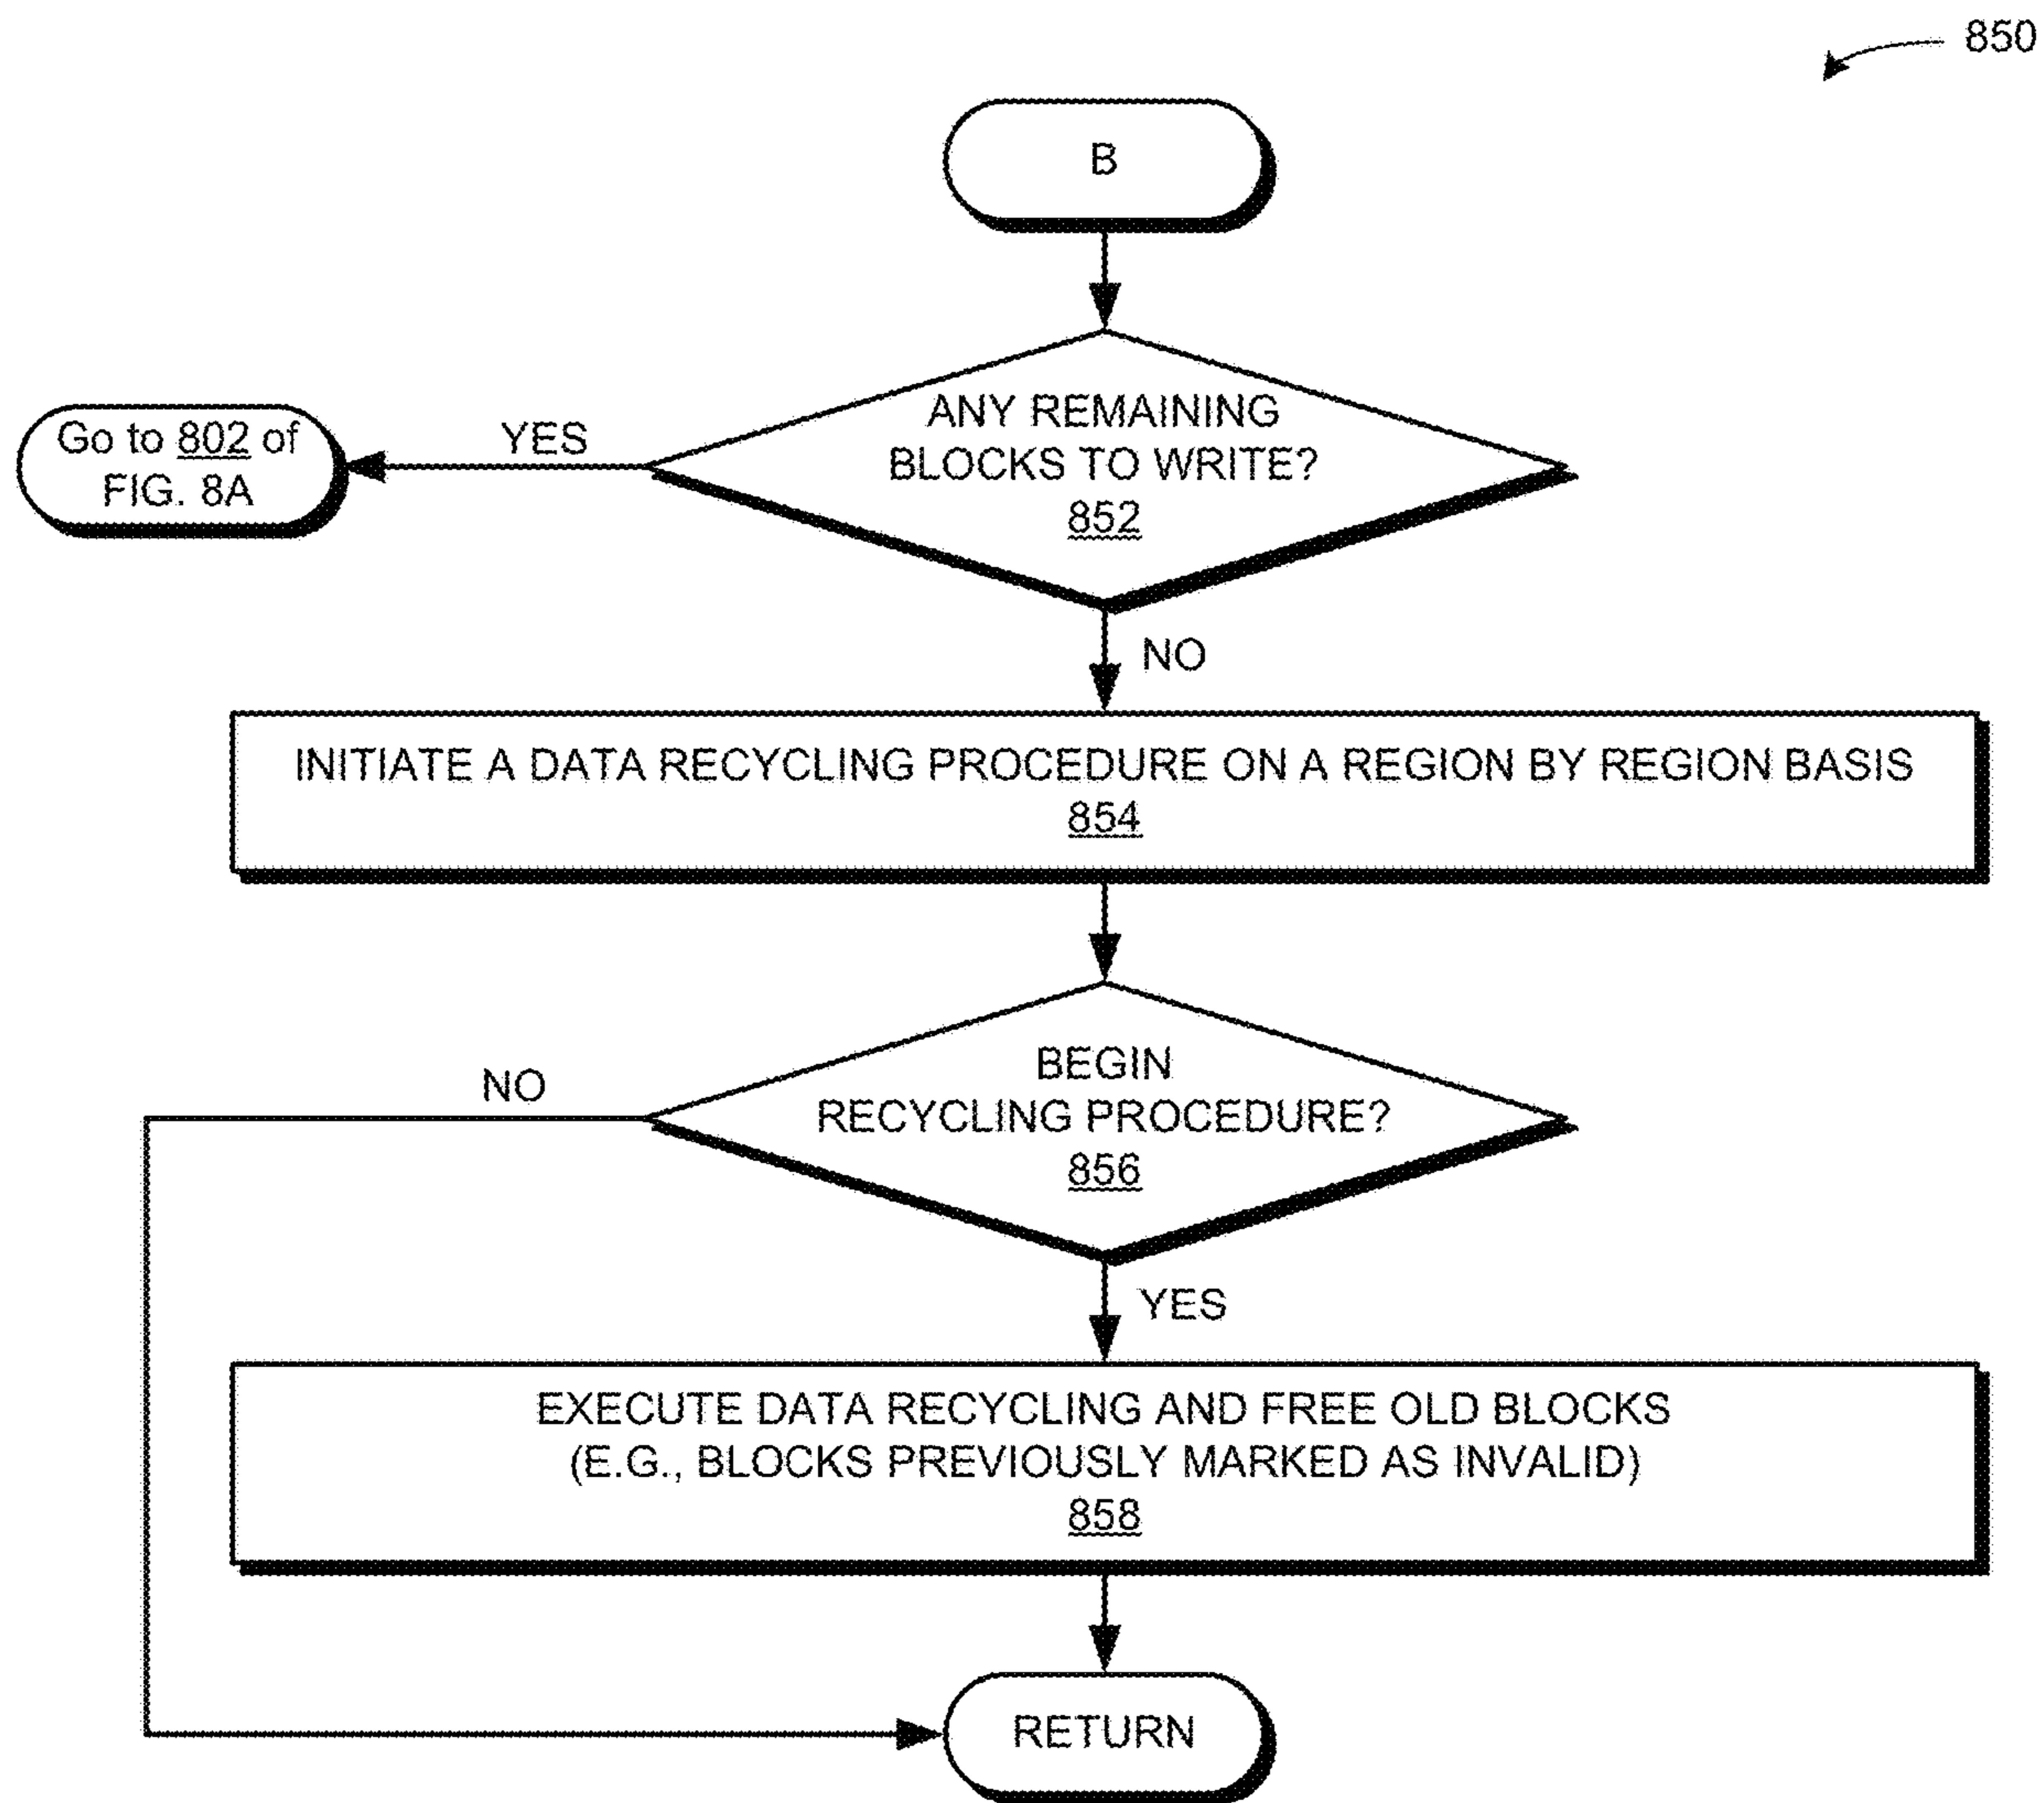 850
B
ANY REMAINING
BLOCKS TO WRITE?
852
YES
Go to 802 of
FIG. 8A
NO
INITIATE A DATA RECYCLING PROCEDURE ON A REGION BY REGION BASIS
854
BEGIN
RECYCLING PROCEDURE?
856
NO
YES
EXECUTE DATA RECYCLING AND FREE OLD BLOCKS
(E.G., BLOCKS PREVIOUSLY MARKED AS INVALID)
858
RETURN